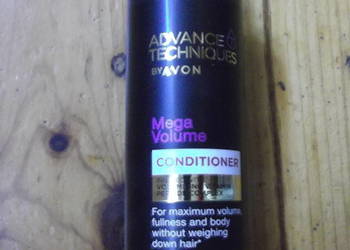 ADVANCE
TECHNIQUES
BY AVON
Mega
Volume
CONDITIONER
For maximum volume,
fullness and body
without weighing
down hair*